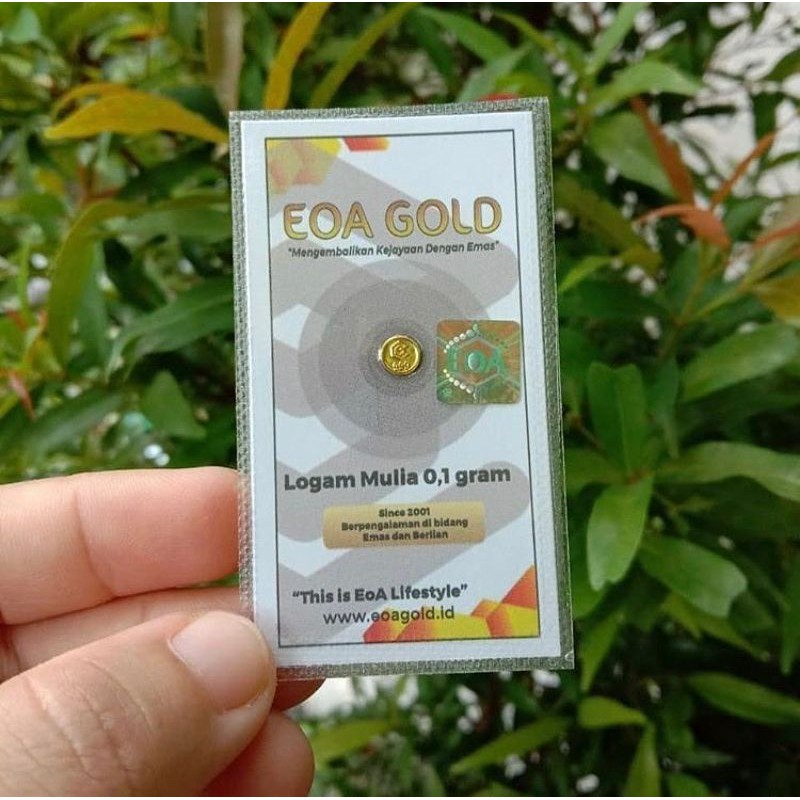 EOA GOLD
"Mengembalikan Kejayaan Dengan Emas"
EOA
Logam Mulia 0,1 gram
Since 2001
Berpengalaman di bidang
Emas dan Berlian
"This is EoA Lifestyle"
www.eoagold.id